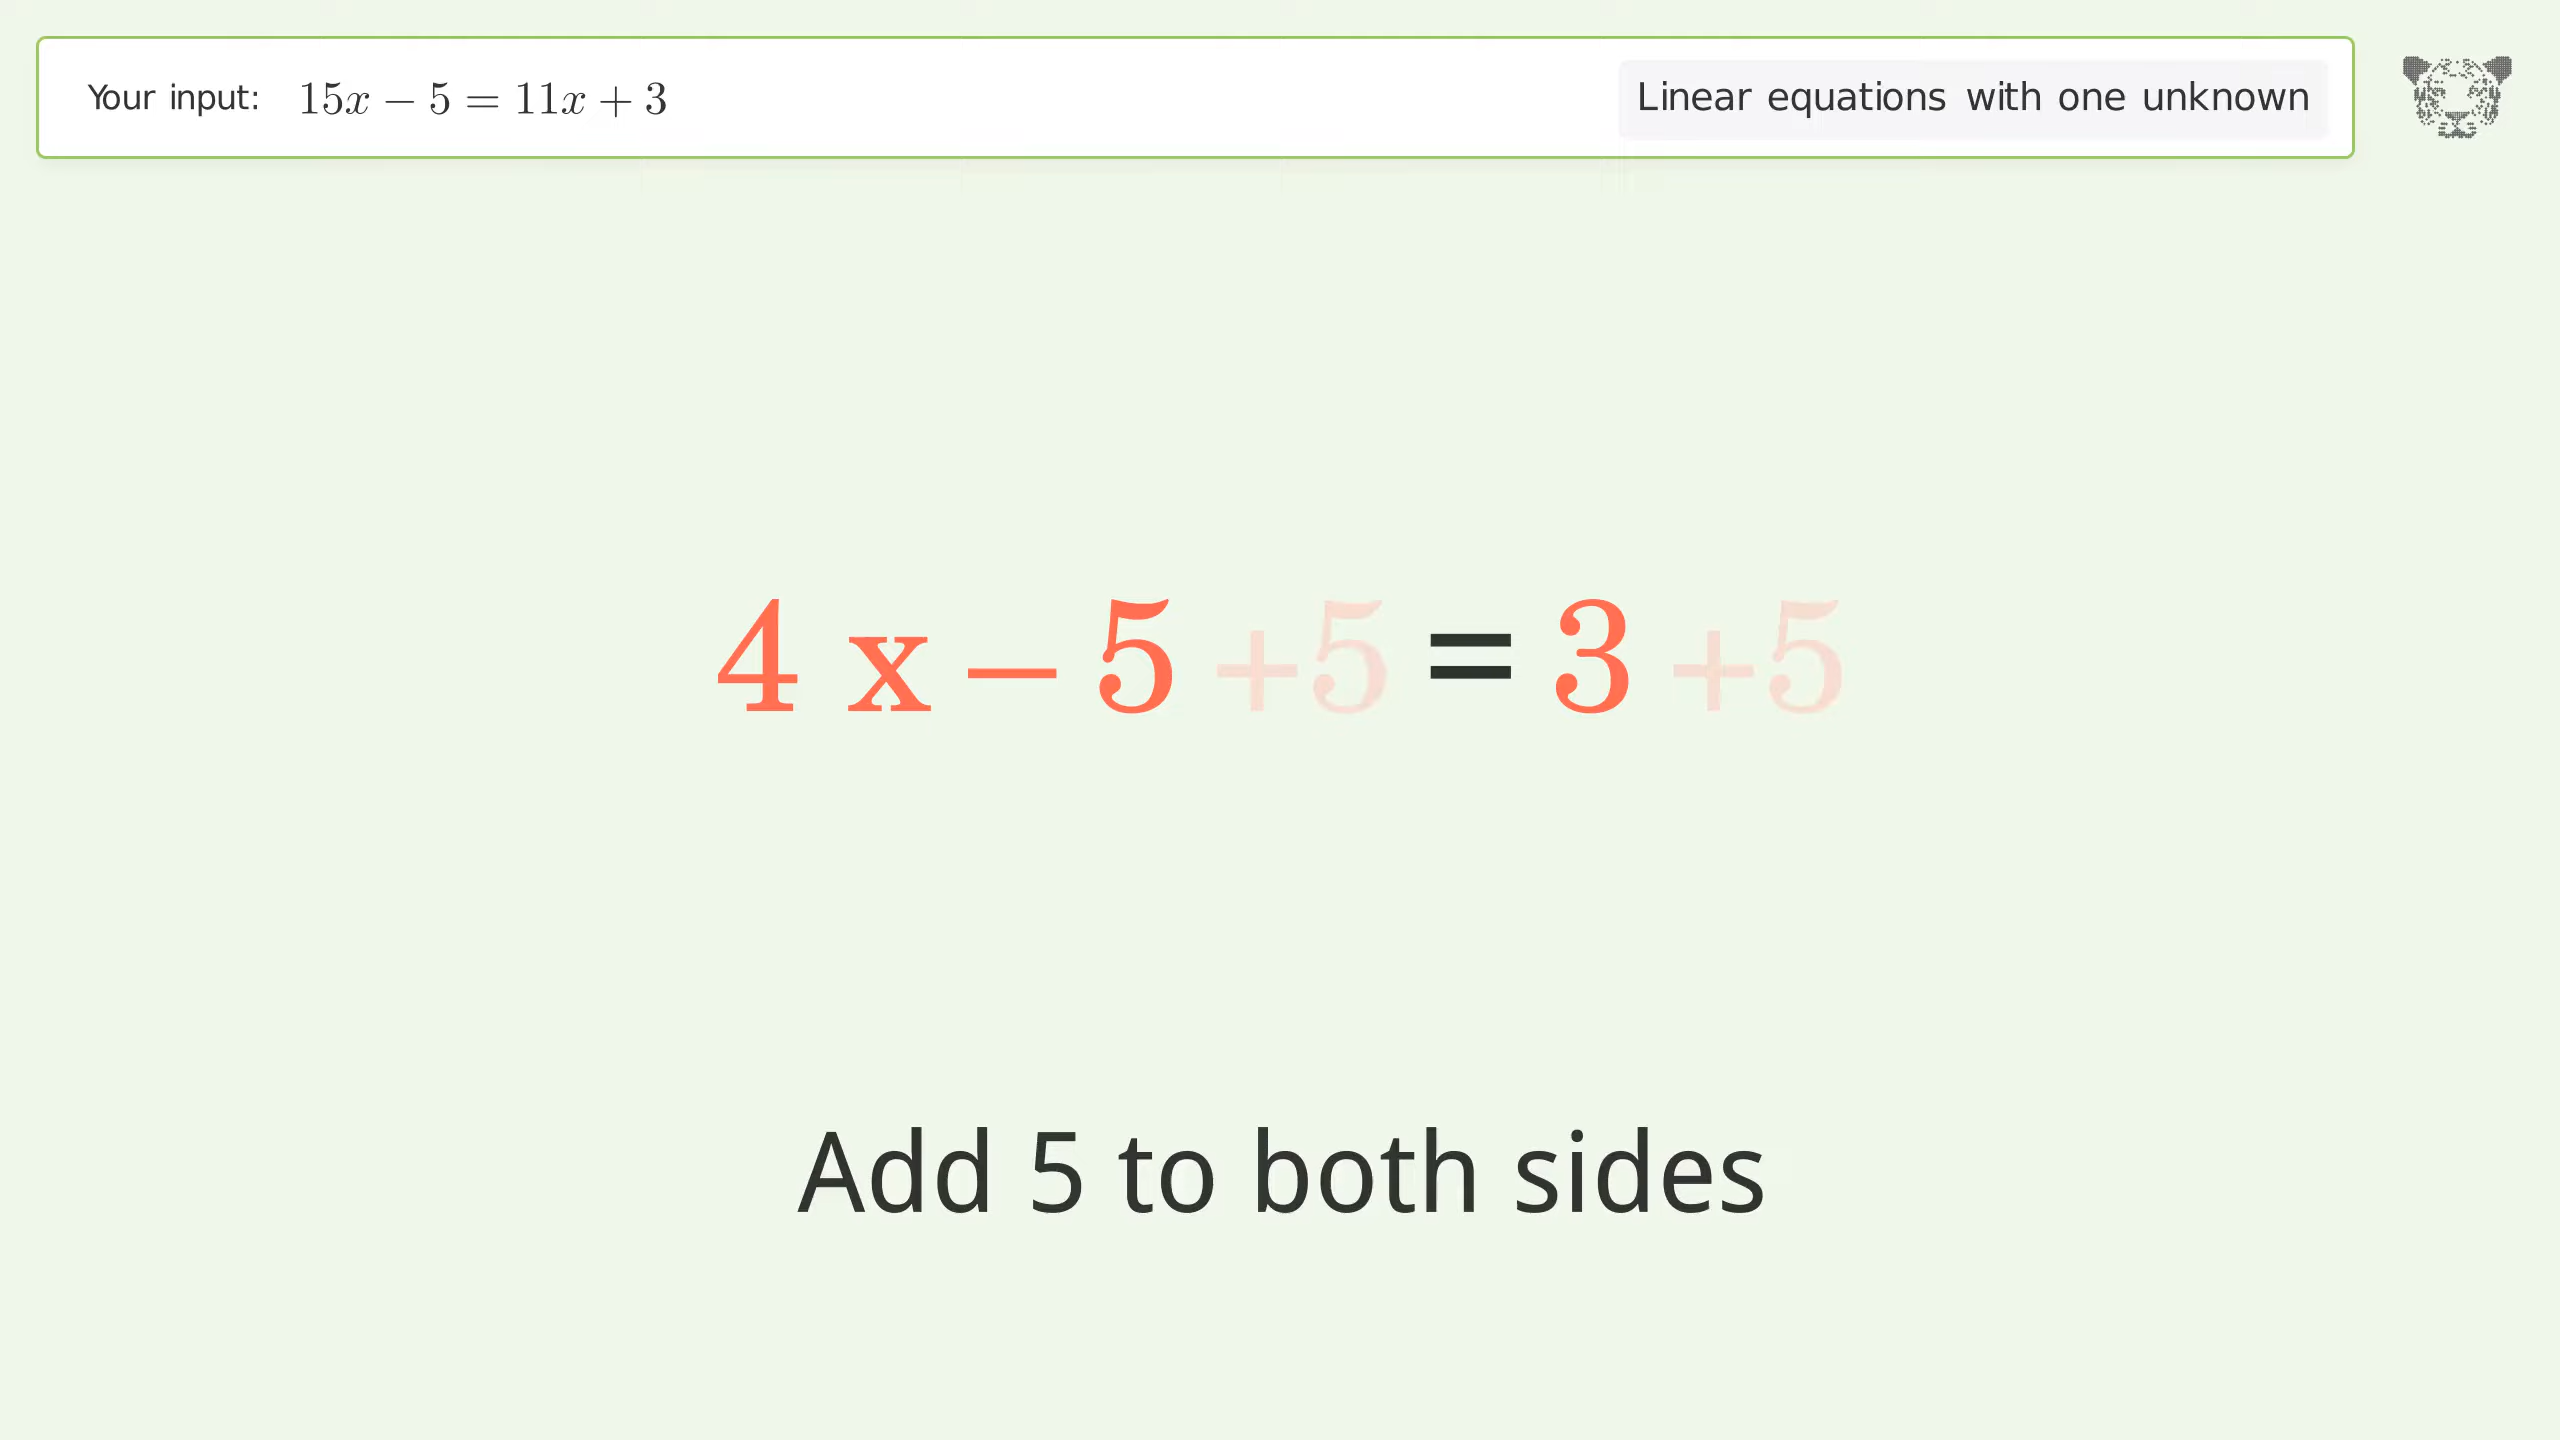 Your input: 15x − 5 = 11x + 3
Linear equations with one unknown
4 x − 5 +5 = 3 +5
Add 5 to both sides